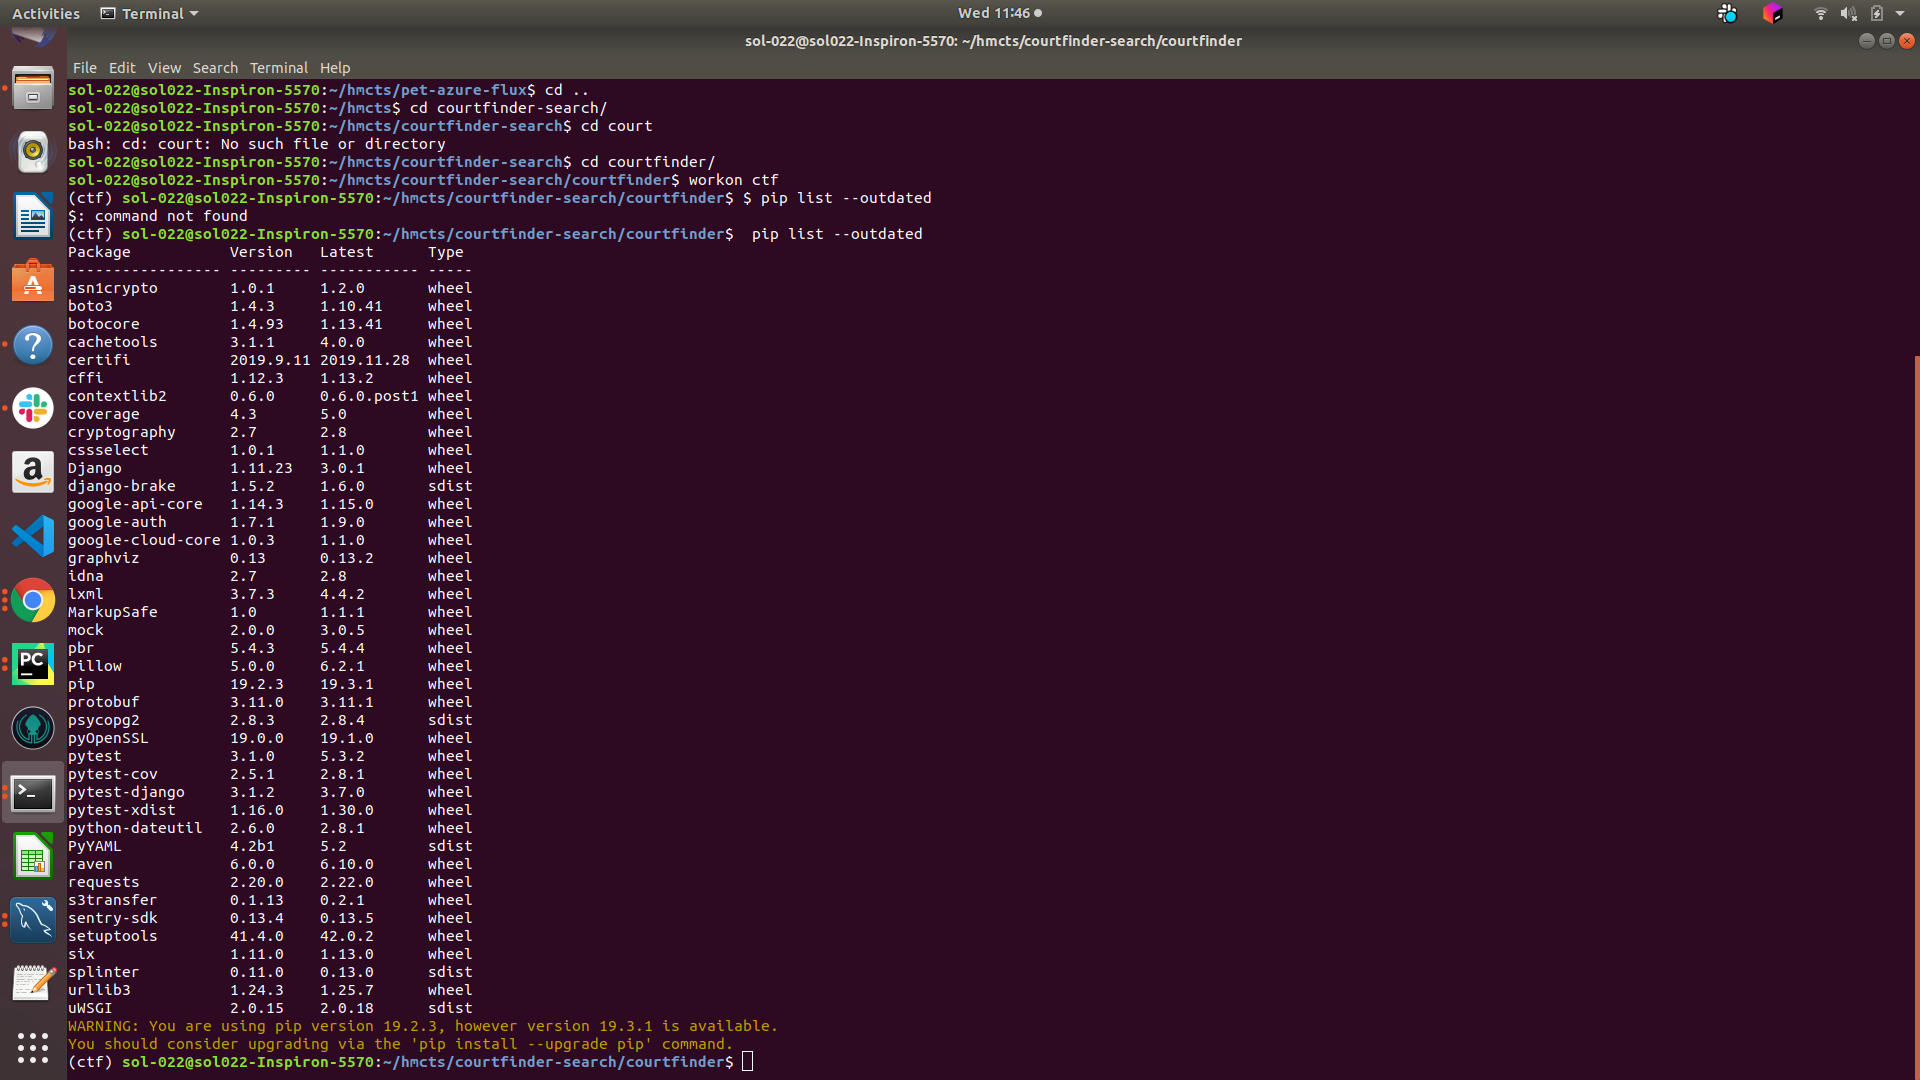 Activities Terminal Wed 11:46
sol-022@sol022-Inspiron-5570: ~/hmcts/courtfinder-search/courtfinder
File Edit View Search Terminal Help
sol-022@sol022-Inspiron-5570:~/hmcts/pet-azure-flux$ cd ..
sol-022@sol022-Inspiron-5570:~/hmcts$ cd courtfinder-search/
sol-022@sol022-Inspiron-5570:~/hmcts/courtfinder-search$ cd court
bash: cd: court: No such file or directory
sol-022@sol022-Inspiron-5570:~/hmcts/courtfinder-search$ cd courtfinder/
sol-022@sol022-Inspiron-5570:~/hmcts/courtfinder-search/courtfinder$ workon ctf
(ctf) sol-022@sol022-Inspiron-5570:~/hmcts/courtfinder-search/courtfinder$ $ pip list --outdated
$: command not found
(ctf) sol-022@sol022-Inspiron-5570:~/hmcts/courtfinder-search/courtfinder$  pip list --outdated
Package           Version   Latest      Type
----------------- --------- ----------- -----
asn1crypto        1.0.1     1.2.0       wheel
boto3             1.4.3     1.10.41     wheel
botocore          1.4.93    1.13.41     wheel
cachetools        3.1.1     4.0.0       wheel
certifi           2019.9.11 2019.11.28  wheel
cffi              1.12.3    1.13.2      wheel
contextlib2       0.6.0     0.6.0.post1 wheel
coverage          4.3       5.0         wheel
cryptography      2.7       2.8         wheel
cssselect         1.0.1     1.1.0       wheel
Django            1.11.23   3.0.1       wheel
django-brake      1.5.2     1.6.0       sdist
google-api-core   1.14.3    1.15.0      wheel
google-auth       1.7.1     1.9.0       wheel
google-cloud-core 1.0.3     1.1.0       wheel
graphviz          0.13      0.13.2      wheel
idna              2.7       2.8         wheel
lxml              3.7.3     4.4.2       wheel
MarkupSafe        1.0       1.1.1       wheel
mock              2.0.0     3.0.5       wheel
pbr               5.4.3     5.4.4       wheel
Pillow            5.0.0     6.2.1       wheel
pip               19.2.3    19.3.1      wheel
protobuf          3.11.0    3.11.1      wheel
psycopg2          2.8.3     2.8.4       sdist
pyOpenSSL         19.0.0    19.1.0      wheel
pytest            3.1.0     5.3.2       wheel
pytest-cov        2.5.1     2.8.1       wheel
pytest-django     3.1.2     3.7.0       wheel
pytest-xdist      1.16.0    1.30.0      wheel
python-dateutil   2.6.0     2.8.1       wheel
PyYAML            4.2b1     5.2         sdist
raven             6.0.0     6.10.0      wheel
requests          2.20.0    2.22.0      wheel
s3transfer        0.1.13    0.2.1       wheel
sentry-sdk        0.13.4    0.13.5      wheel
setuptools        41.4.0    42.0.2      wheel
six               1.11.0    1.13.0      wheel
splinter          0.11.0    0.13.0      sdist
urllib3           1.24.3    1.25.7      wheel
uWSGI             2.0.15    2.0.18      sdist
WARNING: You are using pip version 19.2.3, however version 19.3.1 is available.
You should consider upgrading via the 'pip install --upgrade pip' command.
(ctf) sol-022@sol022-Inspiron-5570:~/hmcts/courtfinder-search/courtfinder$